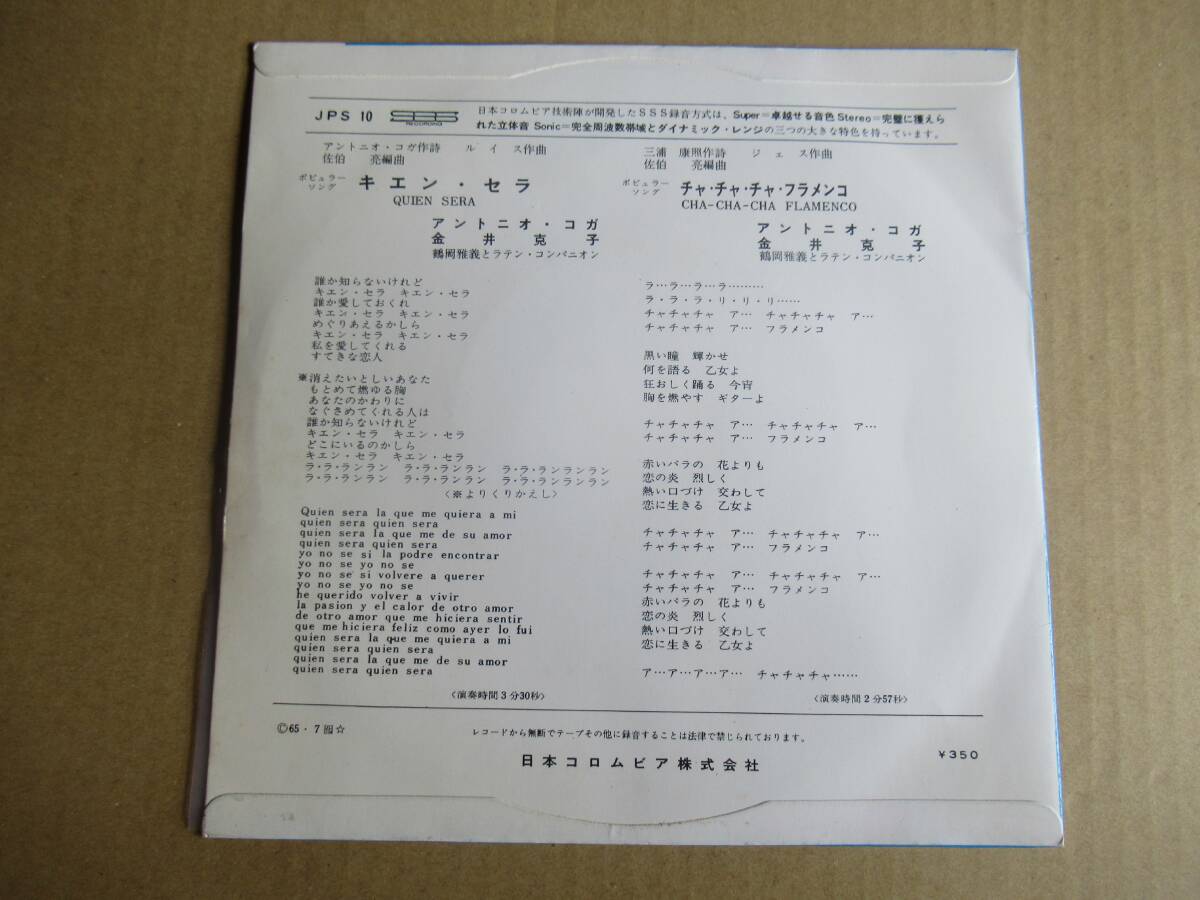 JPS 10 SSS RECORDING 日本コロムビア技術陣が開発したSSS録音方式は、Super=卓越せる音色 Stereo=完璧に獲えら
れた立体音 Sonic=完全周波数帯域とダイナミック・レンジの三つの大きな特色を持っています。
アントニオ・コガ作詩 ルイス作曲
佐伯 亮編曲
ポピュラーソング キエン・セラ
QUIEN SERA
アントニオ・コガ
金井克子
鶴岡雅義とラテン・コンパニオン
誰か知らないけれど
キエン・セラ キエン・セラ
誰か愛しておくれ
キエン・セラ キエン・セラ
めぐりあえるかしら
キエン・セラ キエン・セラ
私を愛してくれる
すてきな恋人
※消えたいとしいあなた
もとめて燃ゆる胸
あなたのかわりに
なぐさめてくれる人は
誰か知らないけれど
キエン・セラ キエン・セラ
どこにいるのかしら
キエン・セラ キエン・セラ
ラ・ラ・ランラン ラ・ラ・ランラン ラ・ラ・ランランラン
ラ・ラ・ランラン ラ・ラ・ランラン ラ・ラ・ランランラン
〈※よりくりかえし〉
Quien sera la que me quiera a mi
quien sera quien sera
quien sera la que me de su amor
quien sera quien sera
yo no se si la podre encontrar
yo no se yo no se
yo no se si volvere a querer
yo no se yo no se
he querido volver a vivir
la pasion y el calor de otro amor
de otro amor que me hiciera sentir
que me hiciera feliz como ayer lo fui
quien sera la que me quiera a mi
quien sera quien sera
quien sera la que me de su amor
quien sera quien sera
〈演奏時間3分30秒〉
三浦 康照作詩 ジェス作曲
佐伯 亮編曲
ポピュラーソング チャ・チャ・チャ・フラメンコ
CHA-CHA-CHA FLAMENCO
アントニオ・コガ
金井克子
鶴岡雅義とラテン・コンパニオン
ラ…ラ…ラ…ラ………
ラ・ラ・ラ・リ・リ・リ……
チャチャチャ ア… チャチャチャ ア…
チャチャチャ ア… フラメンコ
黒い瞳 輝かせ
何を語る 乙女よ
狂おしく踊る 今宵
胸を燃やす ギターよ
チャチャチャ ア… チャチャチャ ア…
チャチャチャ ア… フラメンコ
赤いバラの 花よりも
恋の炎 烈しく
熱い口づけ 交わして
恋に生きる 乙女よ
チャチャチャ ア… チャチャチャ ア…
チャチャチャ ア… フラメンコ
チャチャチャ ア… チャチャチャ ア…
チャチャチャ ア… フラメンコ
赤いバラの 花よりも
恋の炎 烈しく
熱い口づけ 交わして
恋に生きる 乙女よ
ア…ア…ア…ア… チャチャチャ……
〈演奏時間2分57秒〉
Ⓒ65・7 ☆
レコードから無断でテープその他に録音することは法律で禁じられております。
日本コロムビア株式会社
¥350